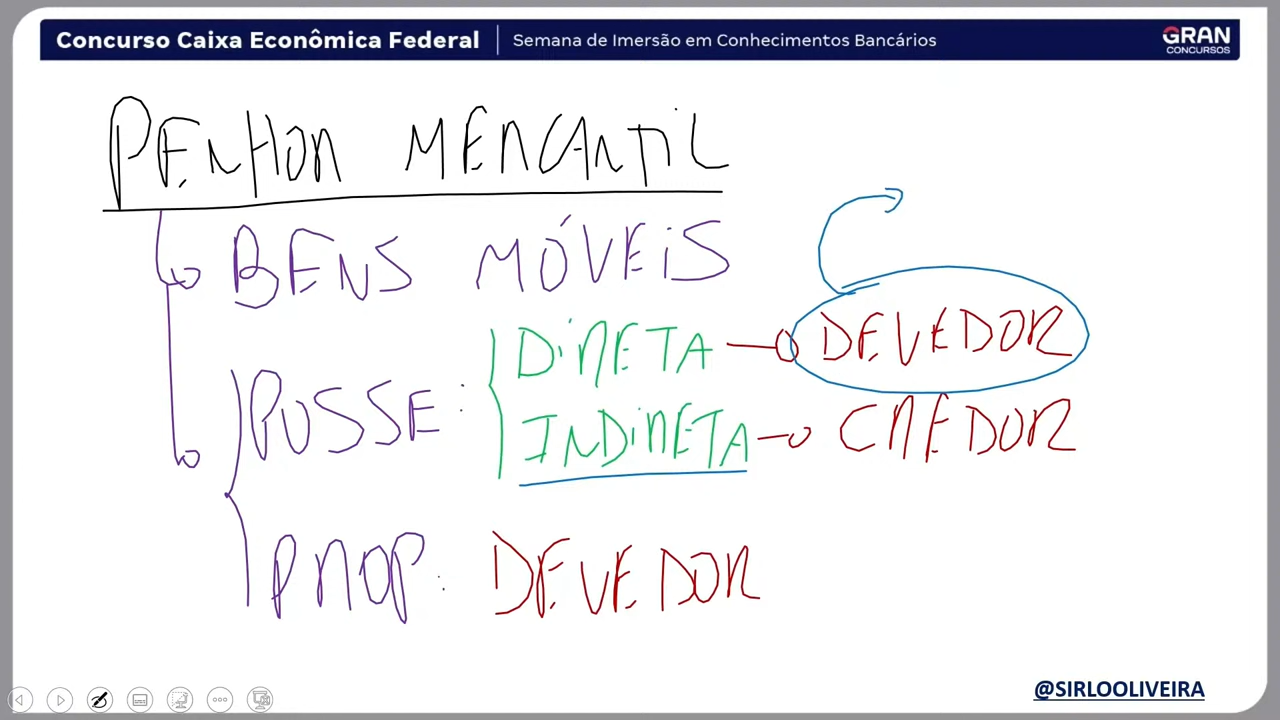 Concurso Caixa Econômica Federal | Semana de Imersão em Conhecimentos Bancários
GRAN CONCURSOS
PENHOR MERCANTIL
BENS MÓVEIS
POSSE: DIRETA DEVEDOR
INDIRETA CREDOR
PROP: DEVEDOR
@SIRLOOLIVEIRA